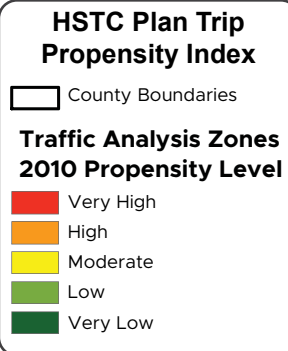 HSTC Plan Trip
Propensity Index
County Boundaries
Traffic Analysis Zones
2010 Propensity Level
Very High
High
Moderate
Low
Very Low